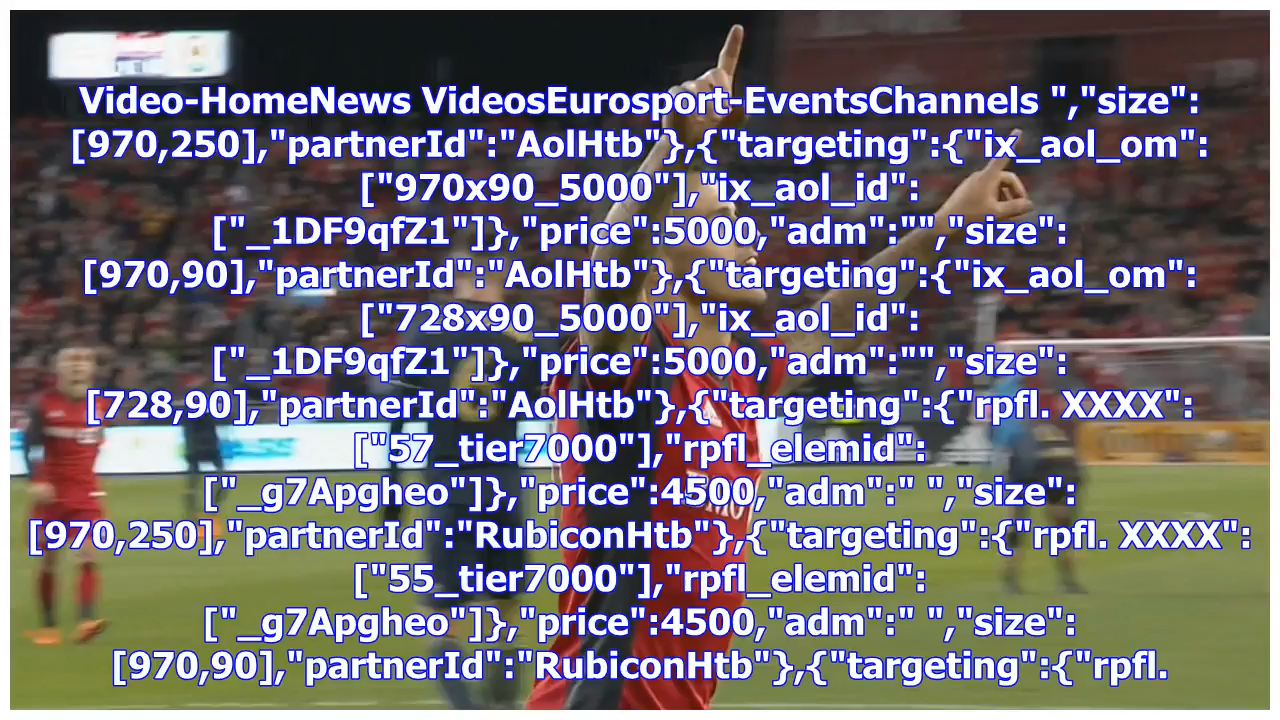 Video-HomeNews VideosEurosport-EventsChannels ","size":
[970,250],"partnerId":"AolHtb"},{"targeting":{"ix_aol_om":
["970x90_5000"],"ix_aol_id":
["_1DF9qfZ1"]},"price":5000,"adm":"","size":
[970,90],"partnerId":"AolHtb"},{"targeting":{"ix_aol_om":
["728x90_5000"],"ix_aol_id":
["_1DF9qfZ1"]},"price":5000,"adm":"","size":
[728,90],"partnerId":"AolHtb"},{"targeting":{"rpfl. XXXX":
["57_tier7000"],"rpfl_elemid":
["_g7Apgheo"]},"price":4500,"adm":" ","size":
[970,250],"partnerId":"RubiconHtb"},{"targeting":{"rpfl. XXXX":
["55_tier7000"],"rpfl_elemid":
["_g7Apgheo"]},"price":4500,"adm":" ","size":
[970,90],"partnerId":"RubiconHtb"},{"targeting":{"rpfl.